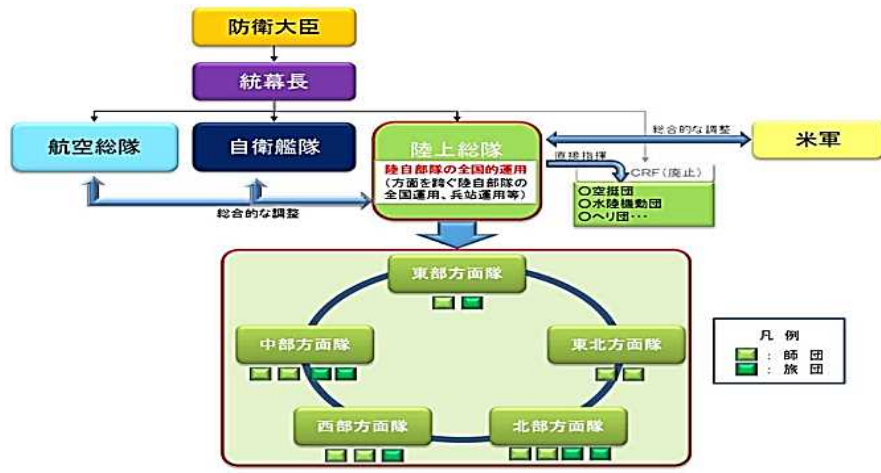 防衛大臣
統幕長
航空総隊
自衛艦隊
陸上総隊
陸自部隊の全国的運用
(方面を跨ぐ陸自部隊の
全国運用、兵站運用等)
総合的な調整
米軍
直接指揮
CRF(廃止)
○空挺団
○水陸機動団
○ヘリ団・・・
総合的な調整
東部方面隊
中部方面隊
東北方面隊
西部方面隊
北部方面隊
凡例
:師団
:旅団